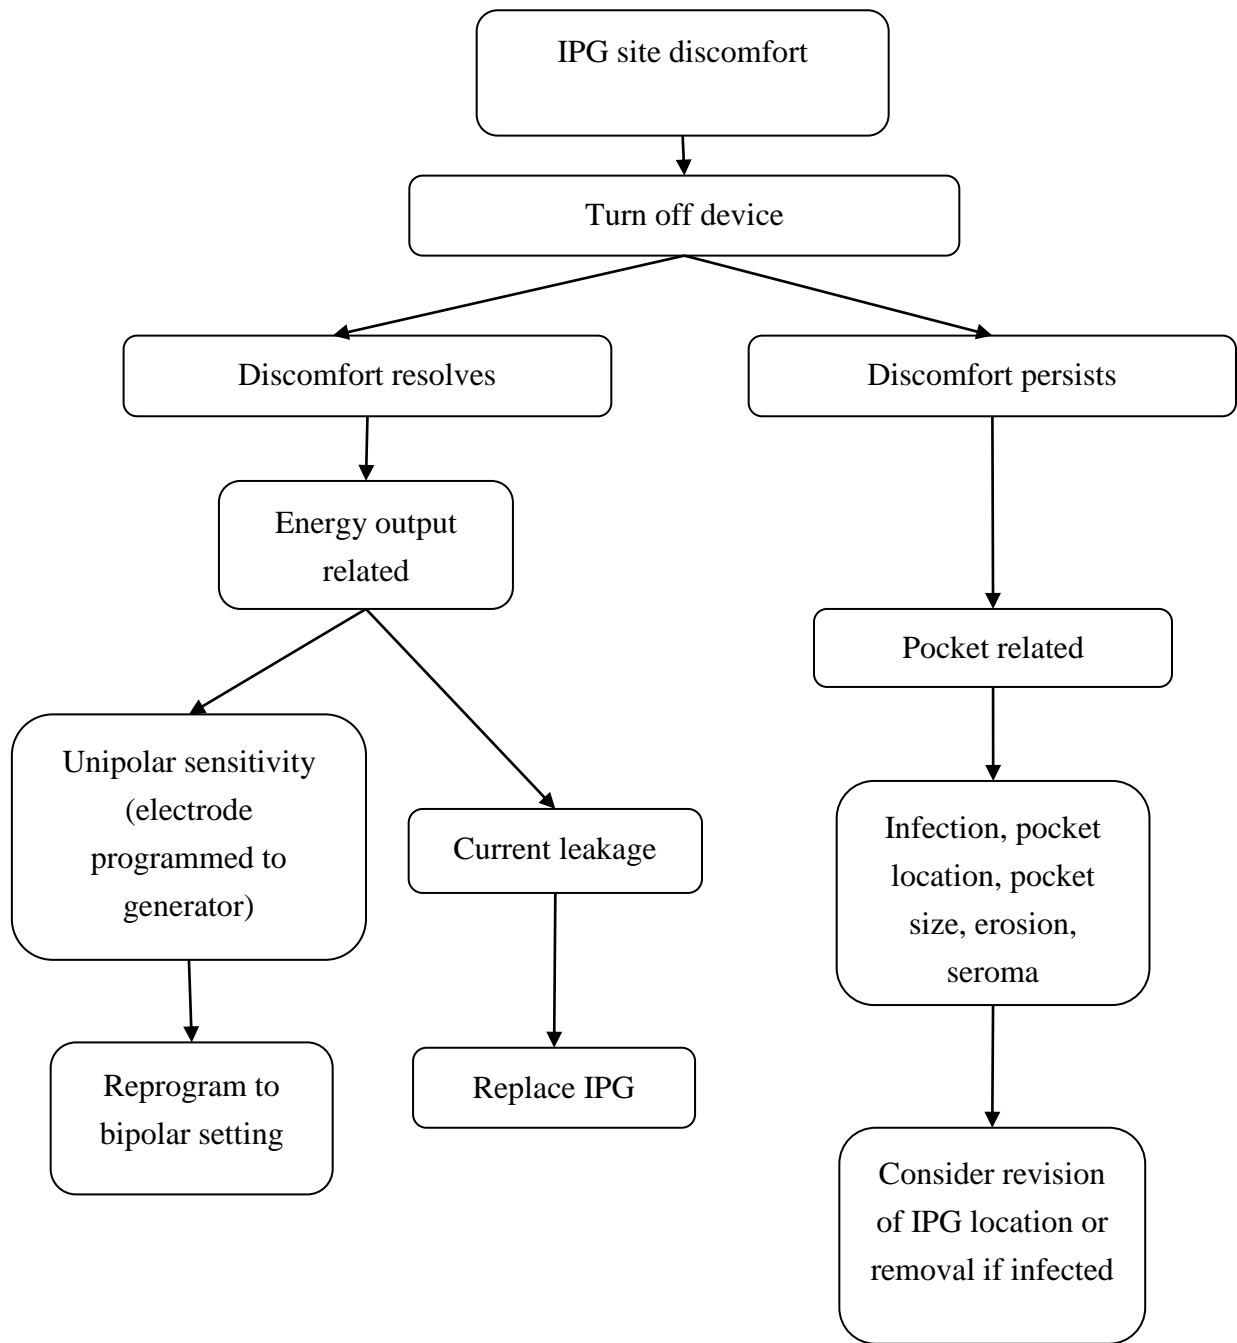 IPG site discomfort
Turn off device
Discomfort resolves
Discomfort persists
Energy output
related
Pocket related
Unipolar sensitivity
(electrode
programmed to
generator)
Current leakage
Infection, pocket
location, pocket
size, erosion,
seroma
Reprogram to
bipolar setting
Replace IPG
Consider revision
of IPG location or
removal if infected